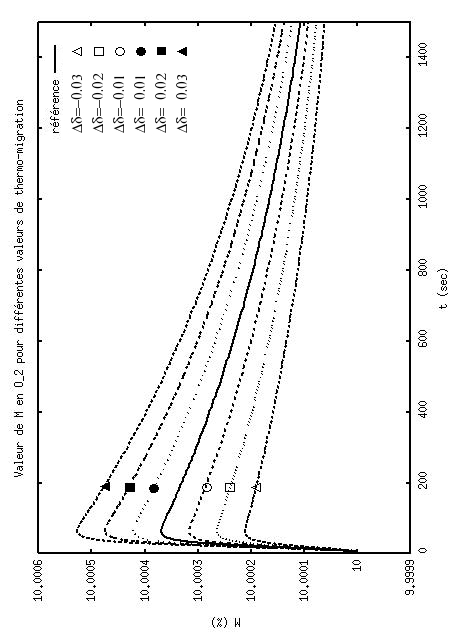 Valeur de M en O_2 pour différentes valeurs de thermo-migration
référence
Δδ=-0.03
Δδ=-0.02
Δδ=-0.01
Δδ= 0.01
Δδ= 0.02
Δδ= 0.03
M (%)
10.0006
10.0005
10.0004
10.0003
10.0002
10.0001
10
9.9999
0
200
400
600
800
1000
1200
1400
t (sec)